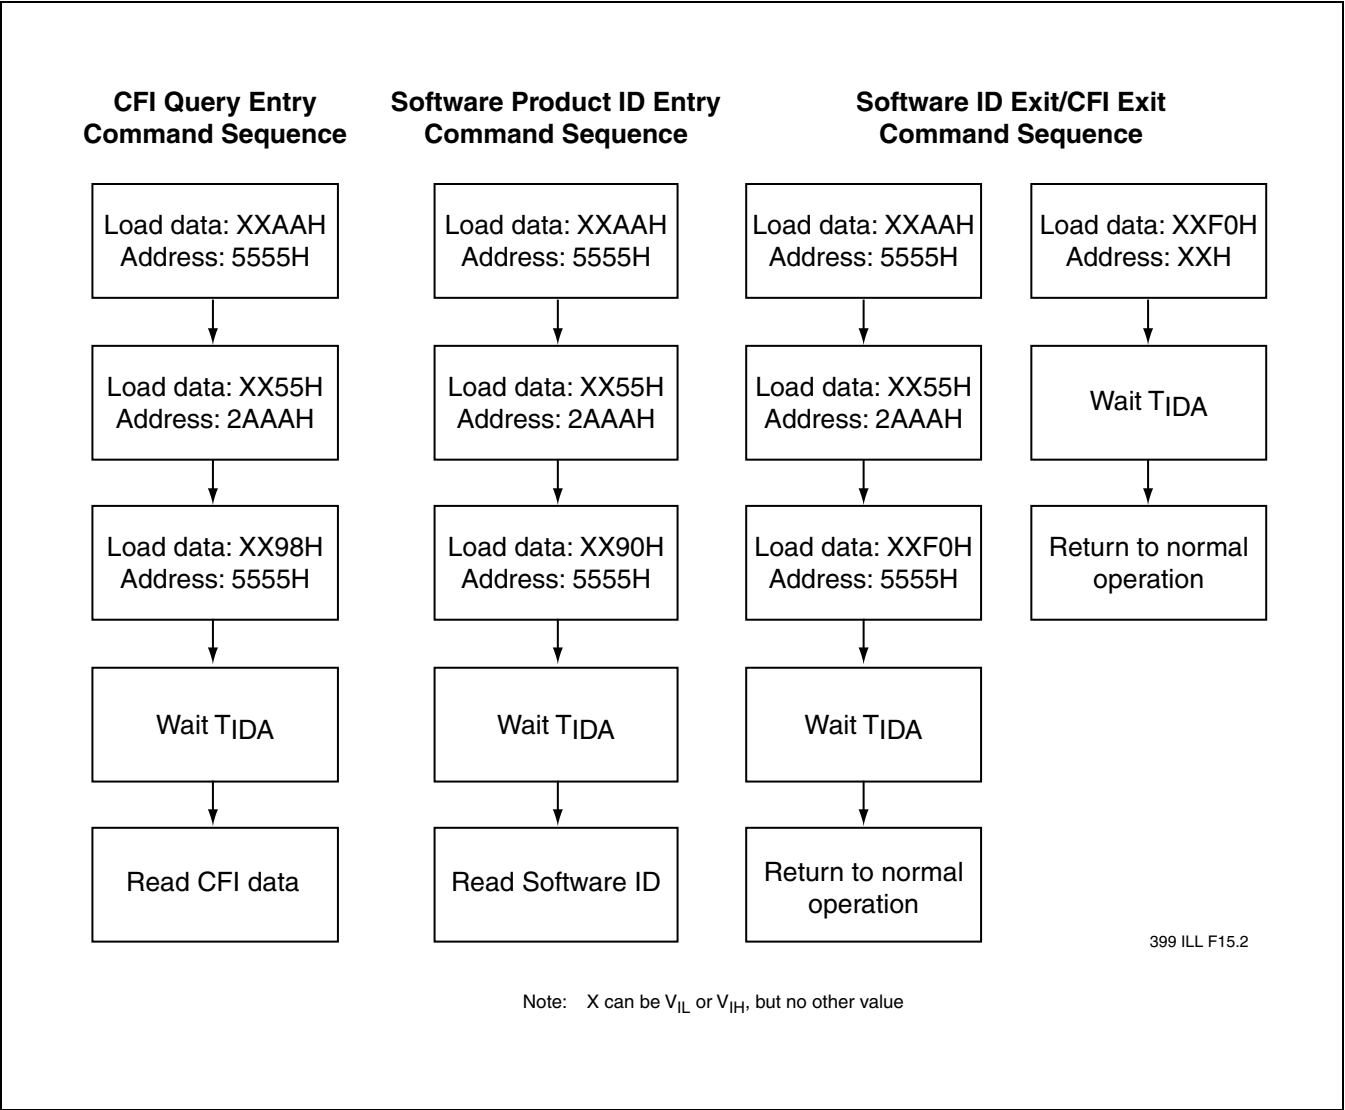 CFI Query Entry
Command Sequence
Load data: XXAAH
Address: 5555H
Load data: XX55H
Address: 2AAAH
Load data: XX98H
Address: 5555H
Wait TIDA
Read CFI data
Software Product ID Entry
Command Sequence
Load data: XXAAH
Address: 5555H
Load data: XX55H
Address: 2AAAH
Load data: XX90H
Address: 5555H
Wait TIDA
Read Software ID
Software ID Exit/CFI Exit
Command Sequence
Load data: XXAAH
Address: 5555H
Load data: XX55H
Address: 2AAAH
Load data: XXF0H
Address: 5555H
Wait TIDA
Return to normal
operation
Load data: XXF0H
Address: XXH
Wait TIDA
Return to normal
operation
399 ILL F15.2
Note: X can be VIL or VIH, but no other value